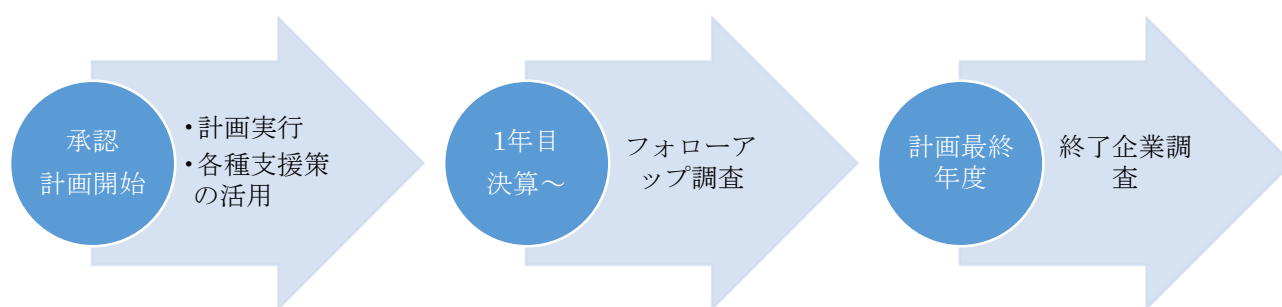 承認
計画開始
・計画実行
・各種支援策
の活用
1年目
決算～
フォローア
ップ調査
計画最終
年度
終了企業調
査